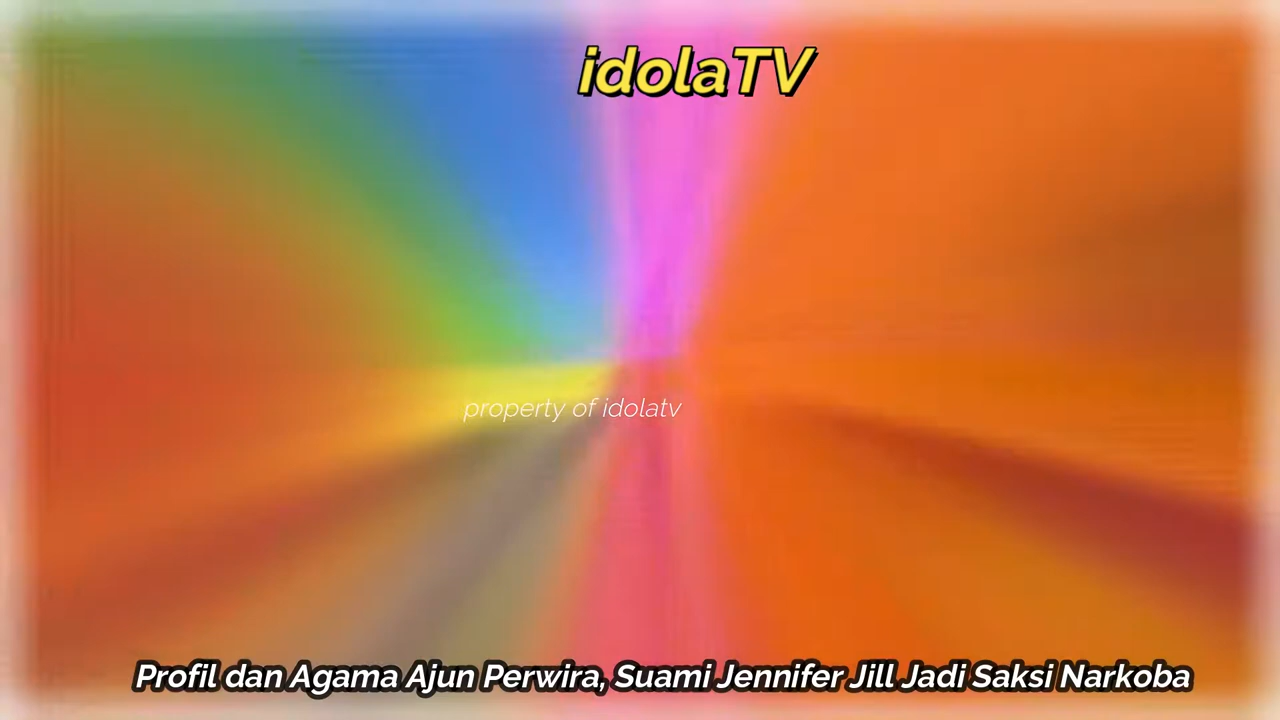 idolaTV
property of idolatv
Profil dan Agama Ajun Perwira, Suami Jennifer Jill Jadi Saksi Narkoba